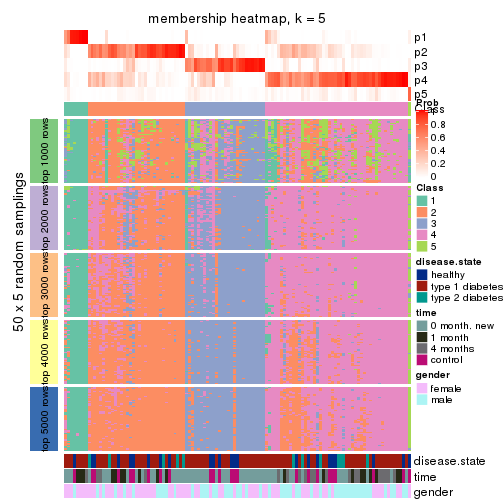 membership heatmap, k = 5
p1
p2
p3
p4
p5
Prob
Class
1
0.8
0.6
0.4
0.2
0
Class
1
2
3
4
5
disease.state
healthy
type 1 diabetes
type 2 diabetes
time
0 month. new
1 month
4 months
control
gender
female
male
50 x 5 random samplings
top 1000 rows
top 2000 rows
top 3000 rows
top 4000 rows
top 5000 rows
disease.state
time
gender